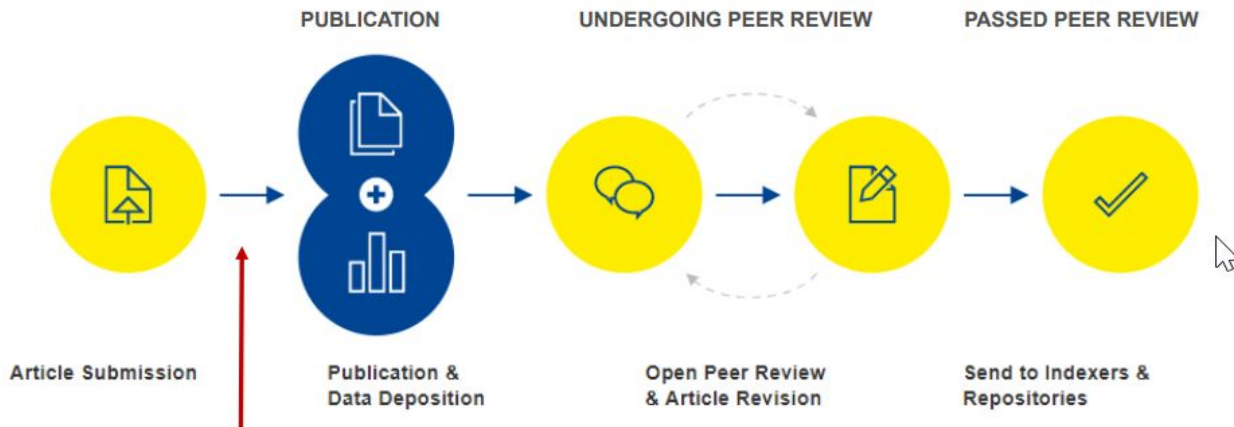 PUBLICATION
UNDERGOING PEER REVIEW
PASSED PEER REVIEW
Article Submission
Publication &
Data Deposition
Open Peer Review
& Article Revision
Send to Indexers &
Repositories